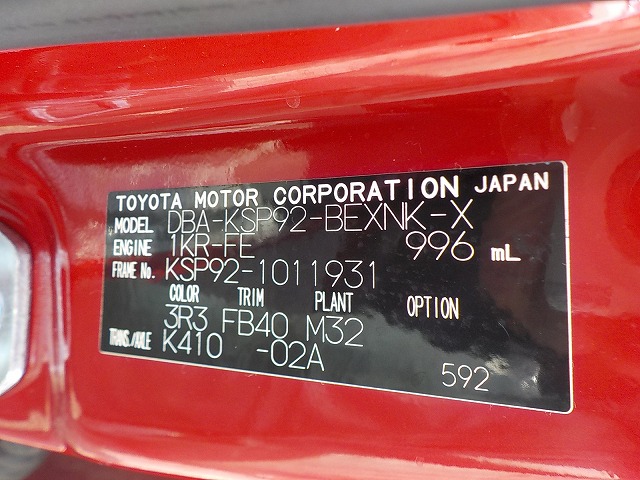 TOYOTA MOTOR CORPORATION JAPAN
MODEL DBA-KSP92-BEXNK-X
ENGINE 1KR-FE 996 mL
FRAME No. KSP92-1011931
COLOR TRIM PLANT OPTION
3R3 FB40 M32
TRANS./AXLE K410 -02A
592